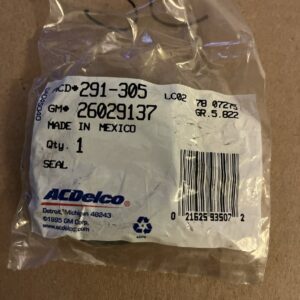 ACD# 291-305 LC02 78 07275
GM# 26029137 GR.5.822
MADE IN MEXICO
Qty. 1
SEAL
ACDelco
Detroit, Michigan 48243
©1995 GM Corp.
www.acdelco.com
0 21625 93507 2